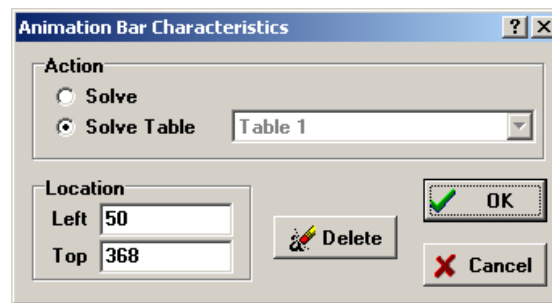 Animation Bar Characteristics
Action
Solve
Solve Table Table 1
Location
Left 50
Top 368
Delete
OK
Cancel